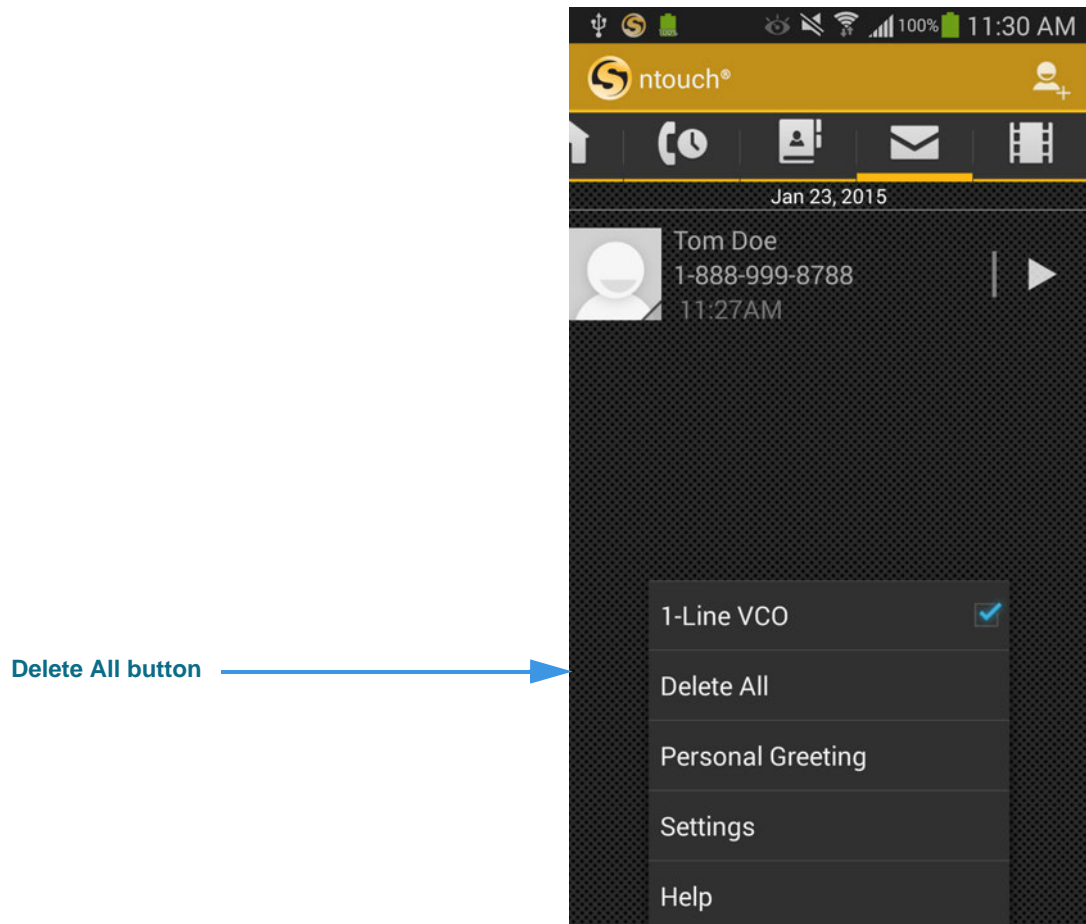 100% 11:30 AM
ntouch®
Jan 23, 2015
Tom Doe
1-888-999-8788
11:27AM
1-Line VCO
Delete All button
Delete All
Personal Greeting
Settings
Help